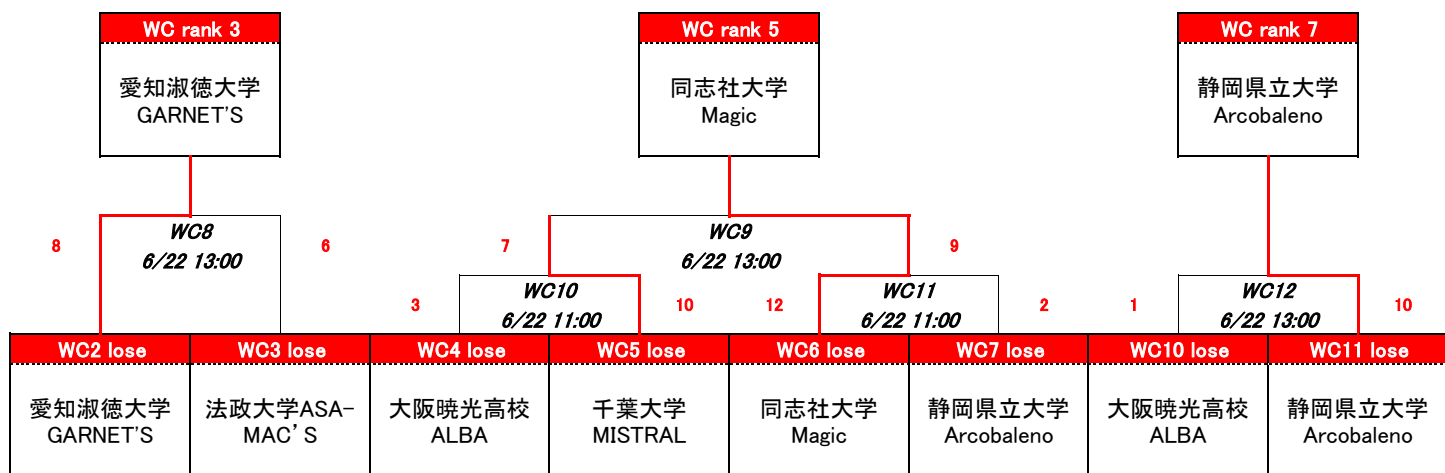 WC rank 3
WC rank 5
WC rank 7
愛知淑徳大学
GARNET'S
同志社大学
Magic
静岡県立大学
Arcobaleno
8
WC8
6/22 13:00
6
7
WC9
6/22 13:00
9
3
WC10
6/22 11:00
10
12
WC11
6/22 11:00
2
1
WC12
6/22 13:00
10
WC2 lose
WC3 lose
WC4 lose
WC5 lose
WC6 lose
WC7 lose
WC10 lose
WC11 lose
愛知淑徳大学
GARNET'S
法政大学ASA-
MAC’S
大阪暁光高校
ALBA
千葉大学
MISTRAL
同志社大学
Magic
静岡県立大学
Arcobaleno
大阪暁光高校
ALBA
静岡県立大学
Arcobaleno